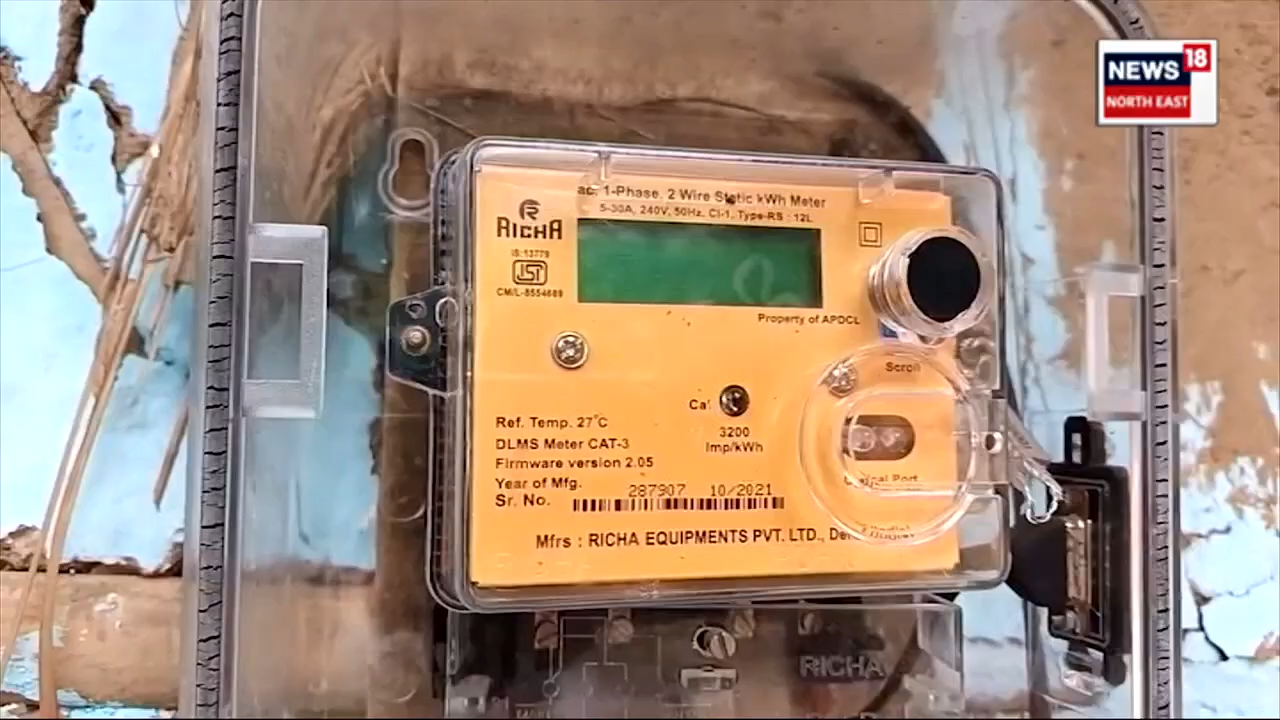 NEWS 18
NORTH EAST
ac, 1-Phase, 2 Wire Static kWh Meter
5-30A, 240V, 50Hz, Cl-1, Type-RS : 12L
RICHA
IS:13779
ISI
CM/L-8554689
Property of APDCL
Scroll
Cal
3200
Imp/kWh
Ref. Temp. 27°C
DLMS Meter CAT-3
Firmware version 2.05
Year of Mfg.
Sr. No.
287907 10/2021
Port
Mfrs : RICHA EQUIPMENTS PVT. LTD.,
RICHA